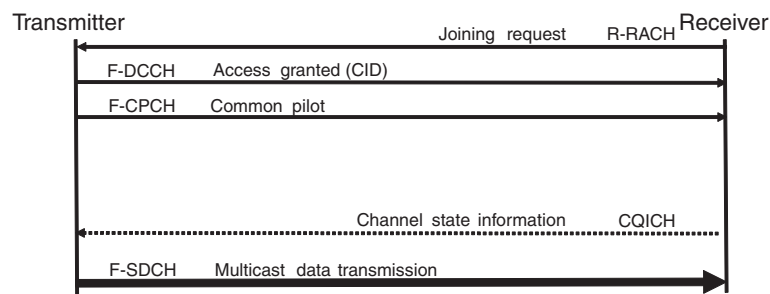 Transmitter Receiver
Joining request R-RACH
F-DCCH Access granted (CID)
F-CPCH Common pilot
Channel state information CQICH
F-SDCH Multicast data transmission